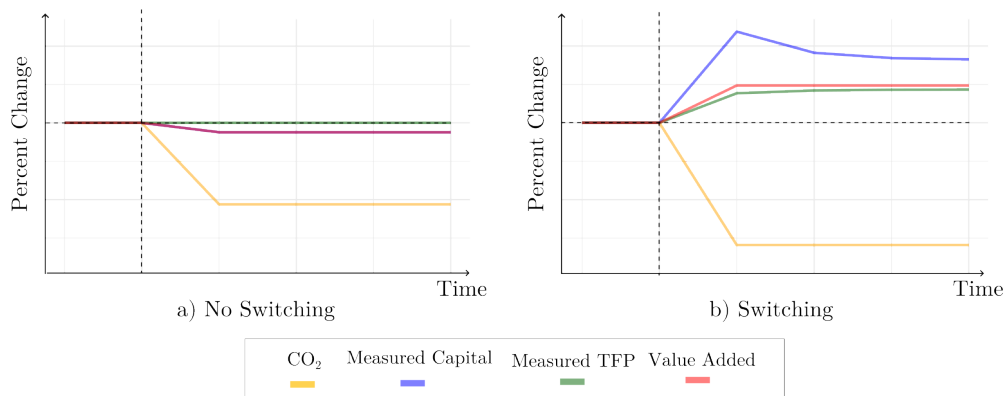 Percent Change
Time
a) No Switching
Percent Change
Time
b) Switching
CO₂
Measured Capital
Measured TFP
Value Added